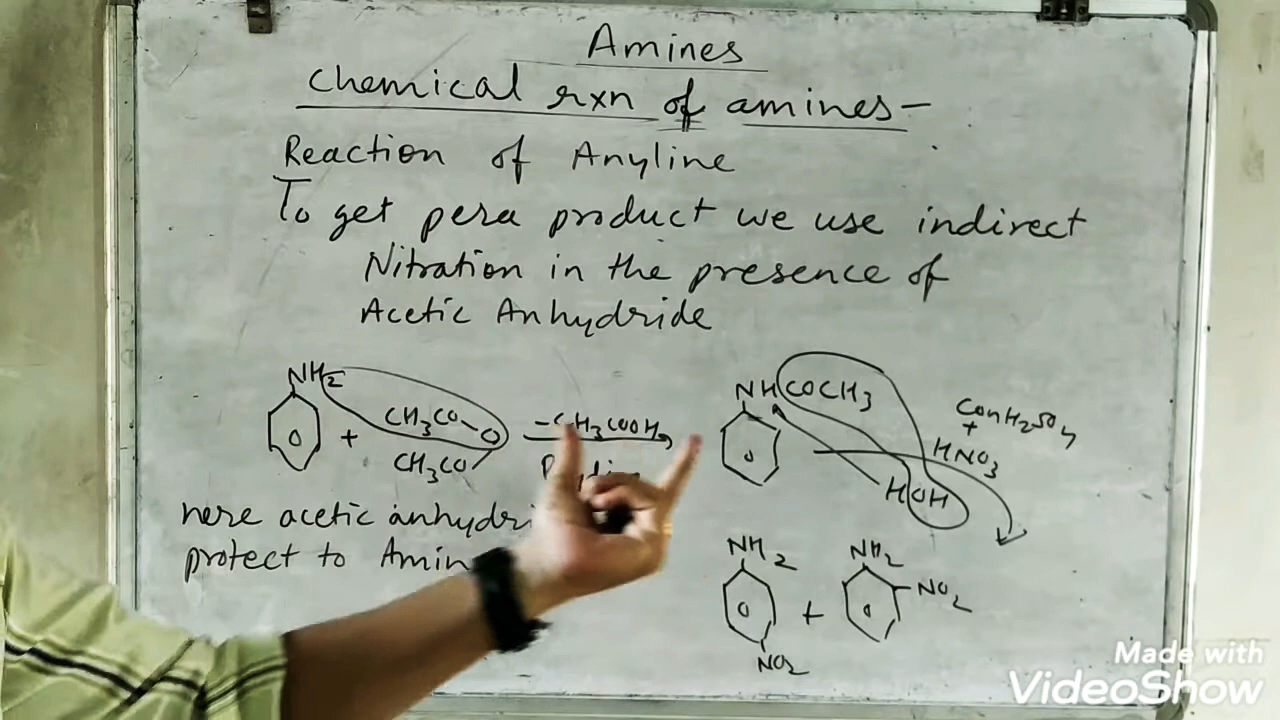 Amines
Chemical rxn of amines-
Reaction of Anyline
To get pera product we use indirect
Nitration in the presence of
Acetic Anhydride
NH2
+
CH3CO-O
CH3CO
-CH3COOH
NHCOCH3
Con H2SO4
+
HNO3
HOH
here acetic
protect to
NH2
+
NH2
NO2
NO2
Made with
VideoShow